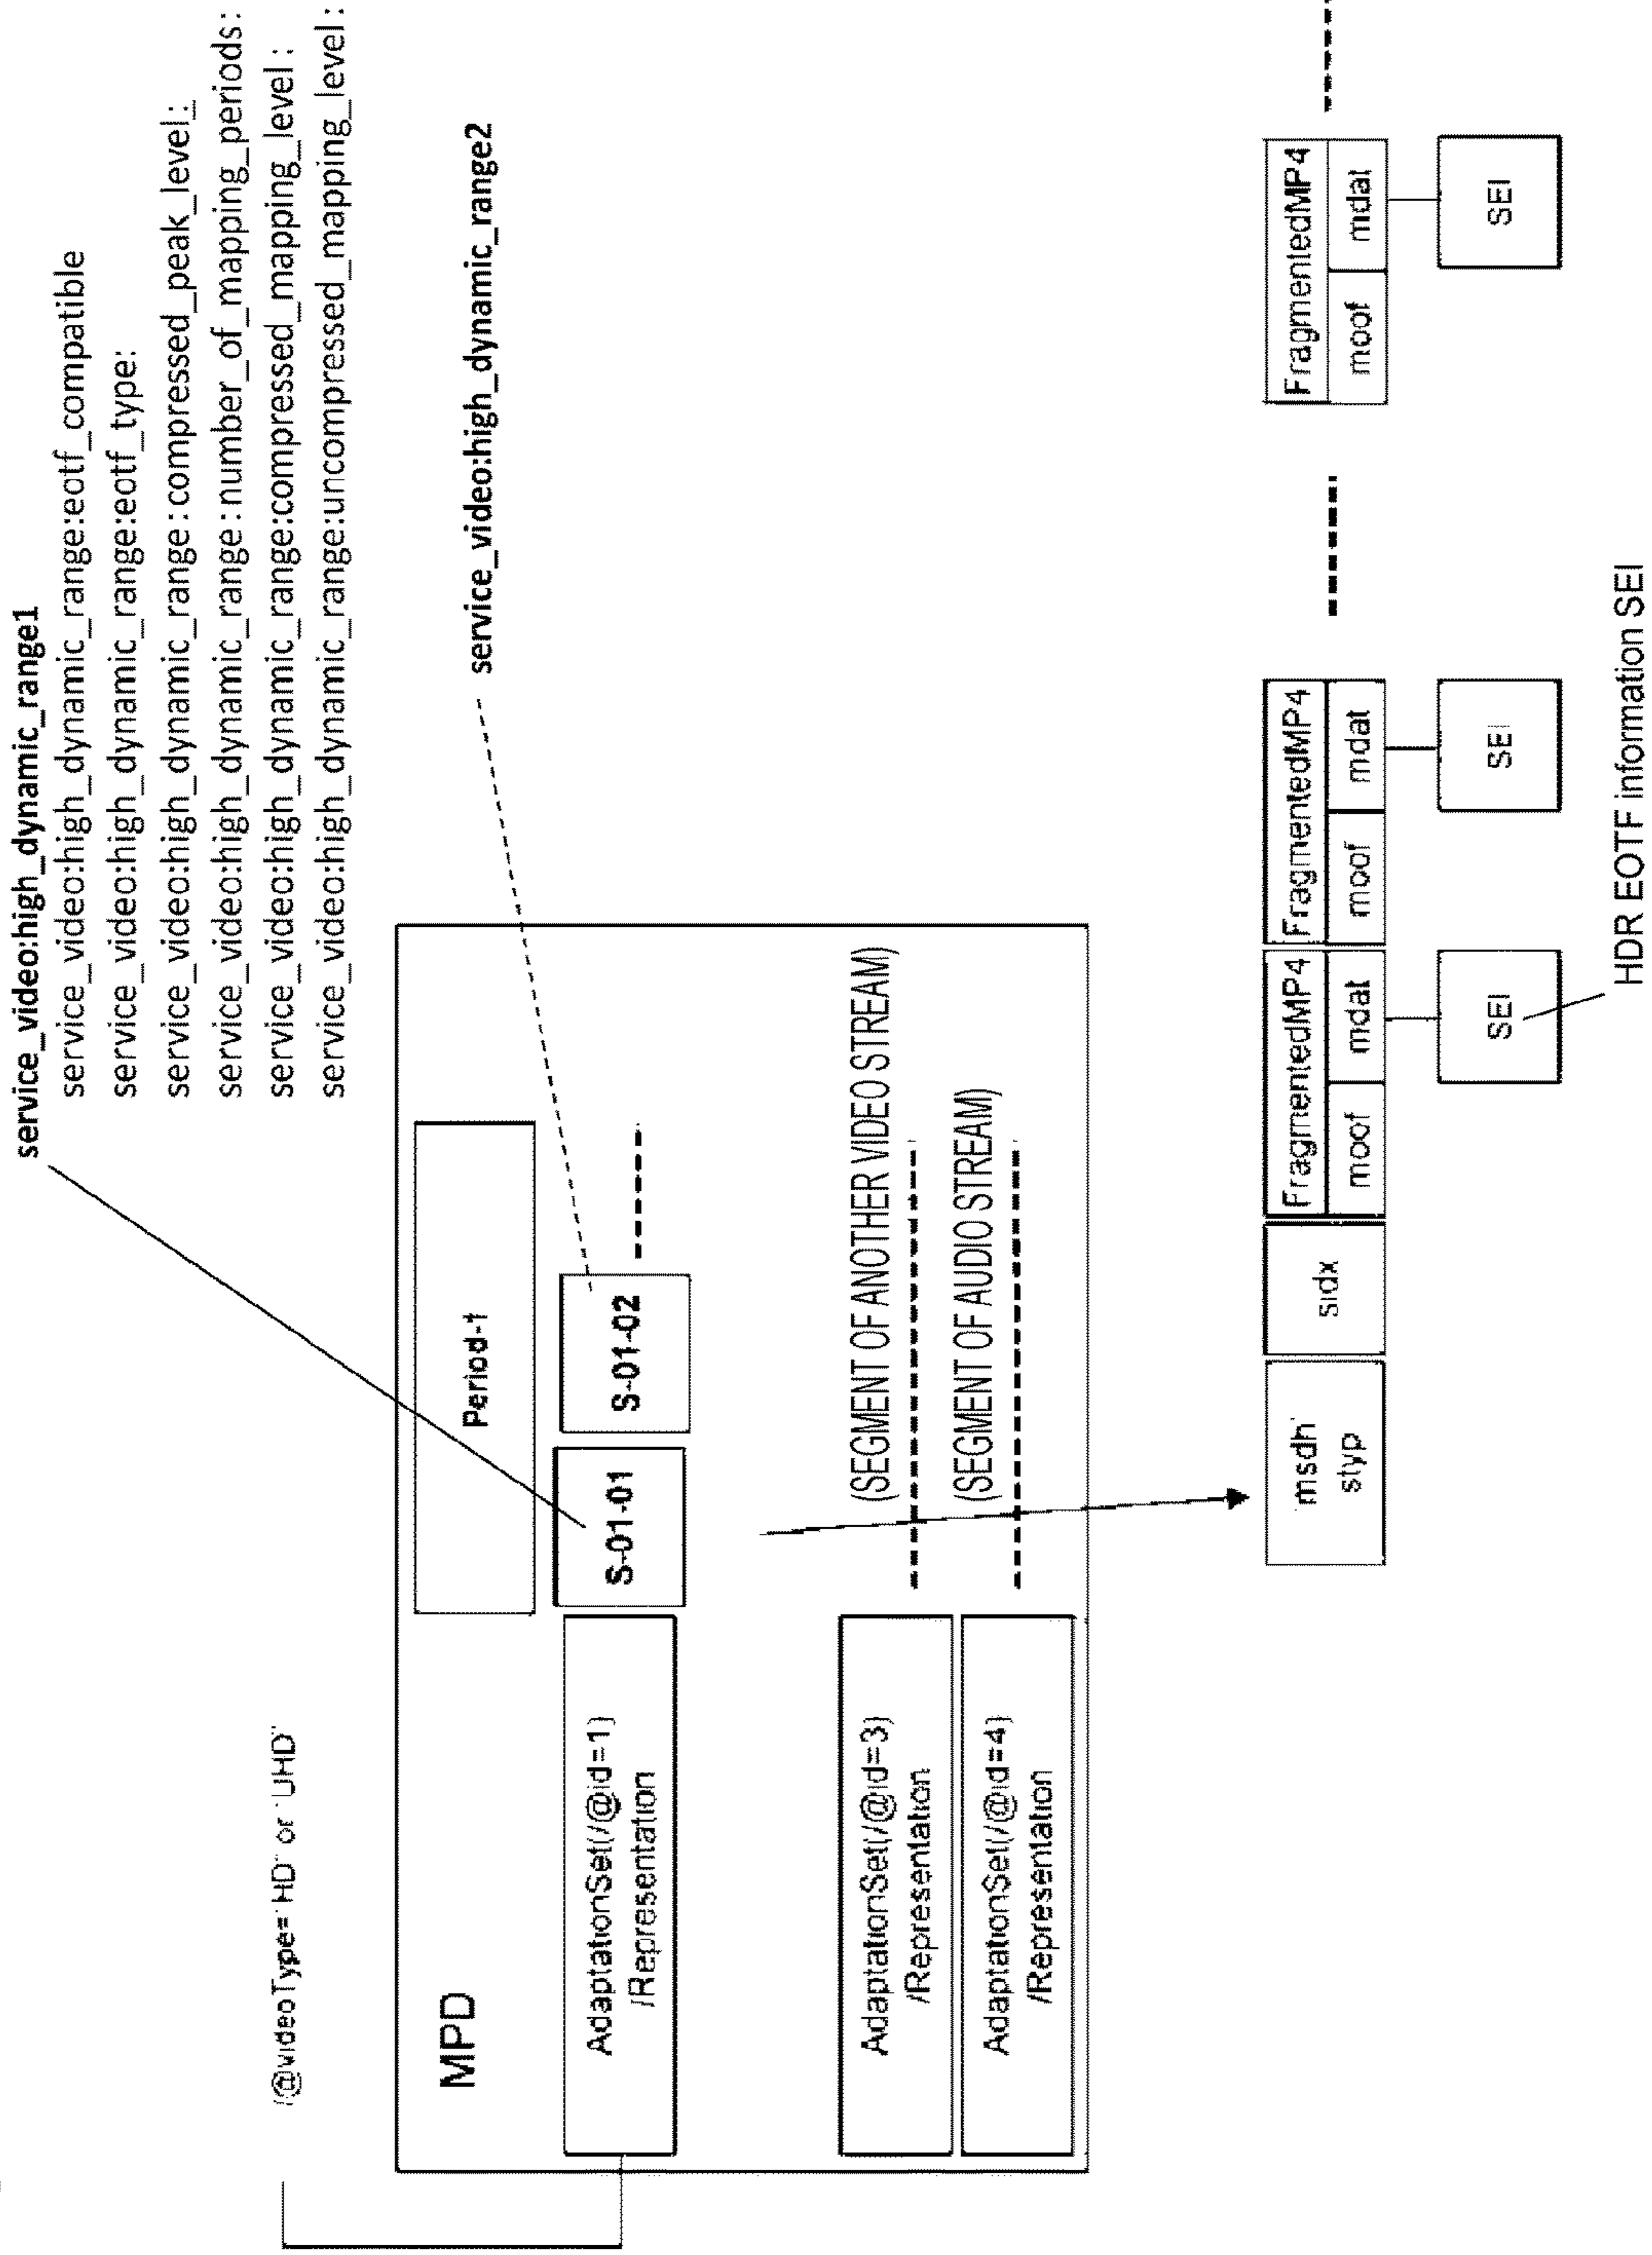 service_video:high_dynamic_range1
service_video:high_dynamic_range:eotf_compatible
service_video:high_dynamic_range:eotf_type:
service_video:high_dynamic_range:compressed_peak_level:
service_video:high_dynamic_range:number_of_mapping_periods:
service_video:high_dynamic_range:compressed_mapping_level:
service_video:high_dynamic_range:uncompressed_mapping_level:
/@videoType="HD" or "UHD"
service_video:high_dynamic_range2
MPD
Period-1
AdaptationSet(/@id=1)
/Representation
S-01-01
S-01-02
AdaptationSet(/@id=3)
/Representation
(SEGMENT OF ANOTHER VIDEO STREAM)
AdaptationSet(/@id=4)
/Representation
(SEGMENT OF AUDIO STREAM)
'msdh'
styp
sidx
FragmentedMP4
moof
mdat
FragmentedMP4
moof
mdat
FragmentedMP4
moof
mdat
SEI
SEI
SEI
HDR EOTF information SEI